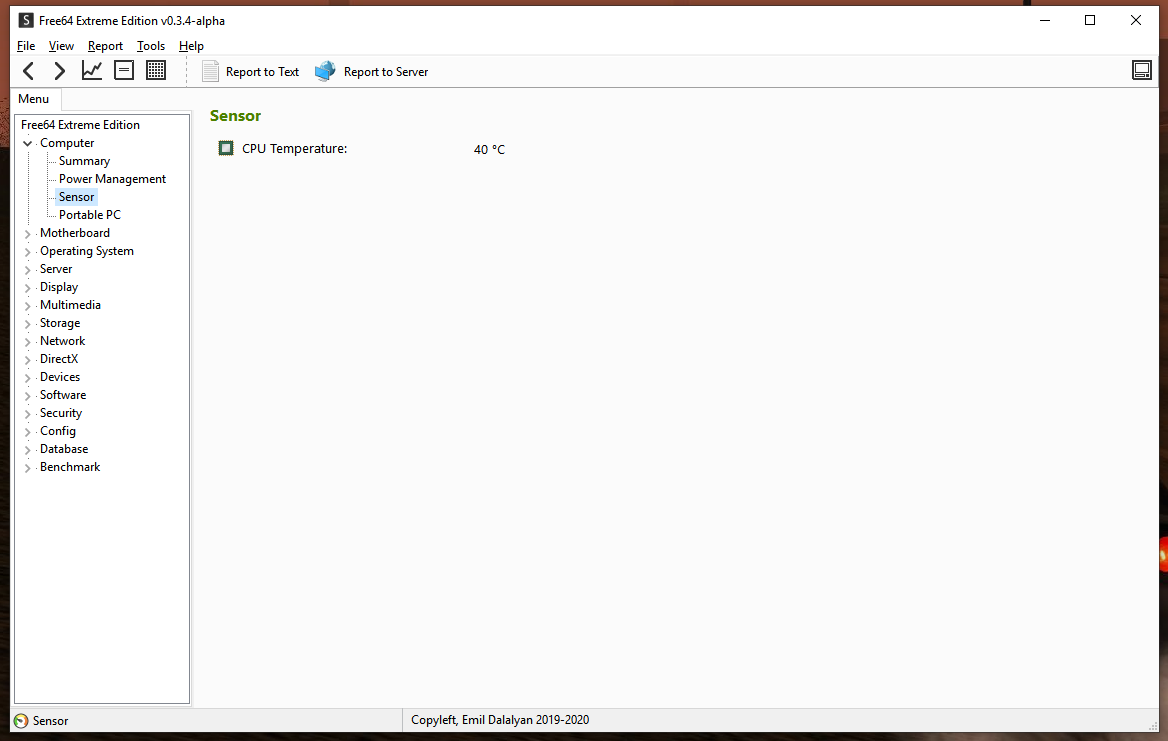 S Free64 Extreme Edition v0.3.4-alpha
File View Report Tools Help
Report to Text Report to Server
Menu
Free64 Extreme Edition
Computer
Summary
Power Management
Sensor
Portable PC
Motherboard
Operating System
Server
Display
Multimedia
Storage
Network
DirectX
Devices
Software
Security
Config
Database
Benchmark
Sensor
CPU Temperature: 40 °C
Sensor
Copyleft, Emil Dalalyan 2019-2020